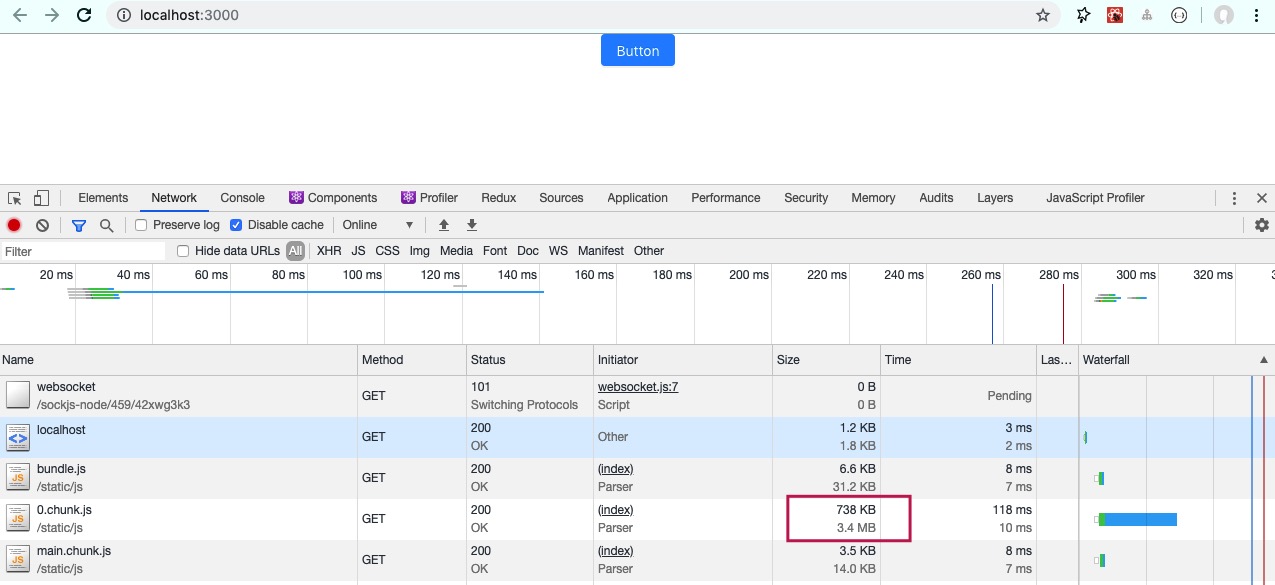 localhost:3000
Button
Elements Network Console Components Profiler Redux Sources Application Performance Security Memory Audits Layers JavaScript Profiler
Preserve log Disable cache Online
Filter Hide data URLs All XHR JS CSS Img Media Font Doc WS Manifest Other
20 ms 40 ms 60 ms 80 ms 100 ms 120 ms 140 ms 160 ms 180 ms 200 ms 220 ms 240 ms 260 ms 280 ms 300 ms 320 ms
Name Method Status Initiator Size Time Las... Waterfall
websocket 101 websocket.js:7 0 B
GET Pending
/sockjs-node/459/42xwg3k3 Switching Protocols Script 0 B
localhost 200 1.2 KB 3 ms
GET Other
OK 1.8 KB 2 ms
bundle.js 200 (index) 6.6 KB 8 ms
JS GET
/static/js OK Parser 31.2 KB 7 ms
0.chunk.js 200 (index) 738 KB 118 ms
JS GET
/static/js OK Parser 3.4 MB 10 ms
main.chunk.js 200 (index) 3.5 KB 8 ms
JS GET
/static/js OK Parser 14.0 KB 7 ms